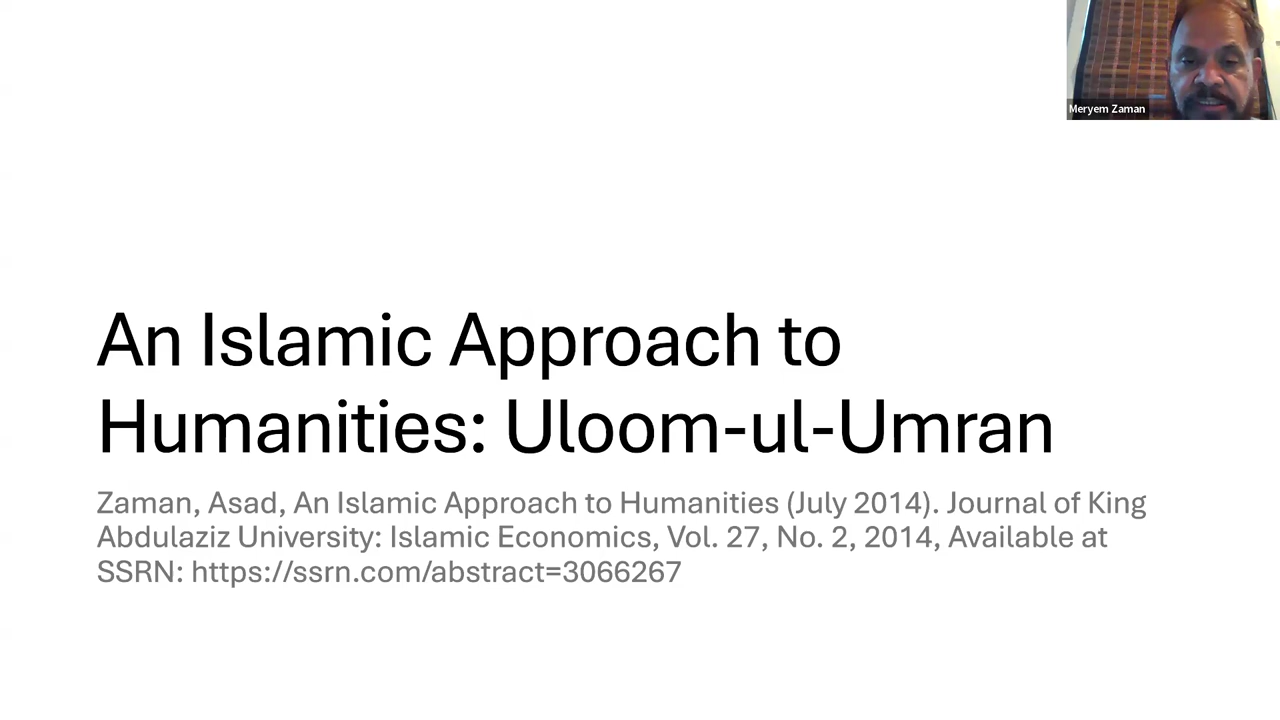 Meryem Zaman
An Islamic Approach to
Humanities: Uloom-ul-Umran
Zaman, Asad, An Islamic Approach to Humanities (July 2014). Journal of King
Abdulaziz University: Islamic Economics, Vol. 27, No. 2, 2014, Available at
SSRN: https://ssrn.com/abstract=3066267